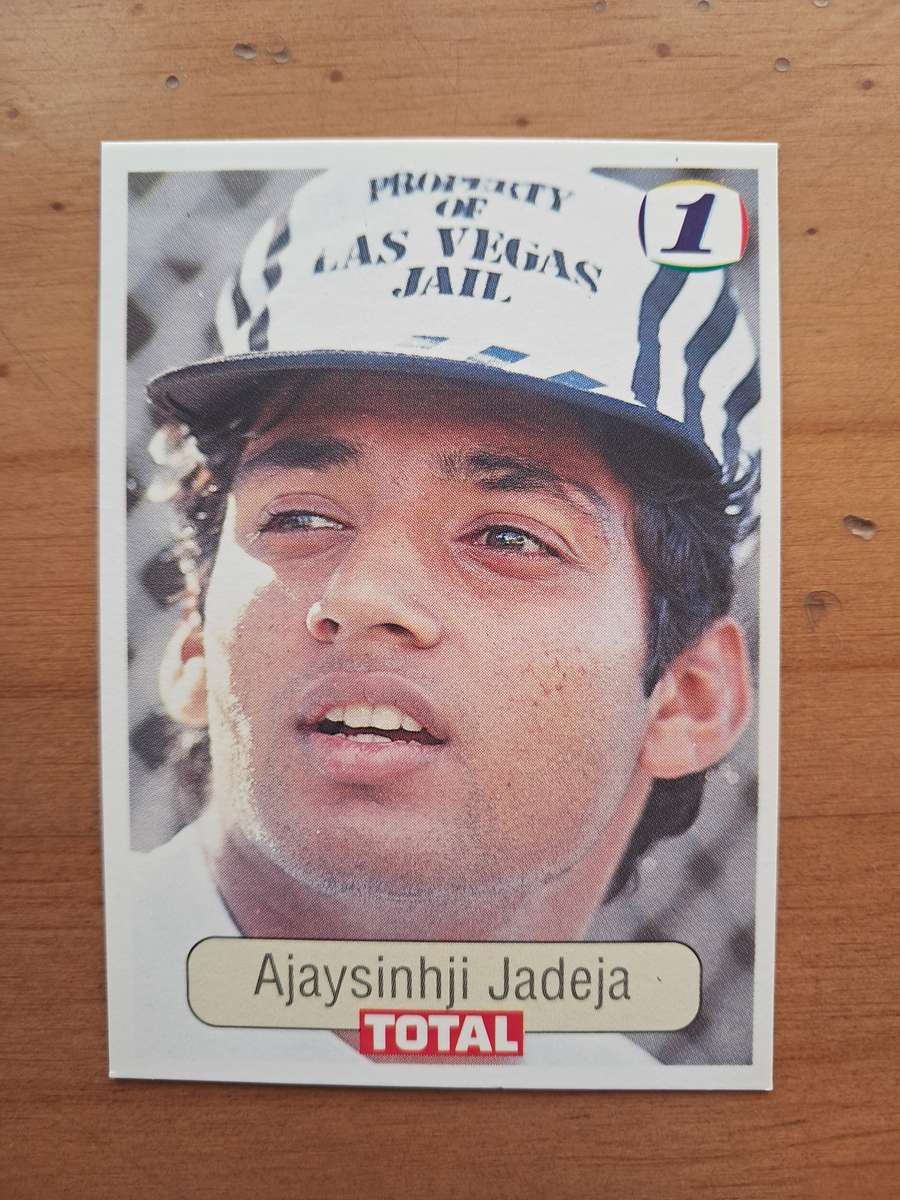 PROPERTY
OF
LAS VEGAS
JAIL
1
Ajaysinhji Jadeja
TOTAL